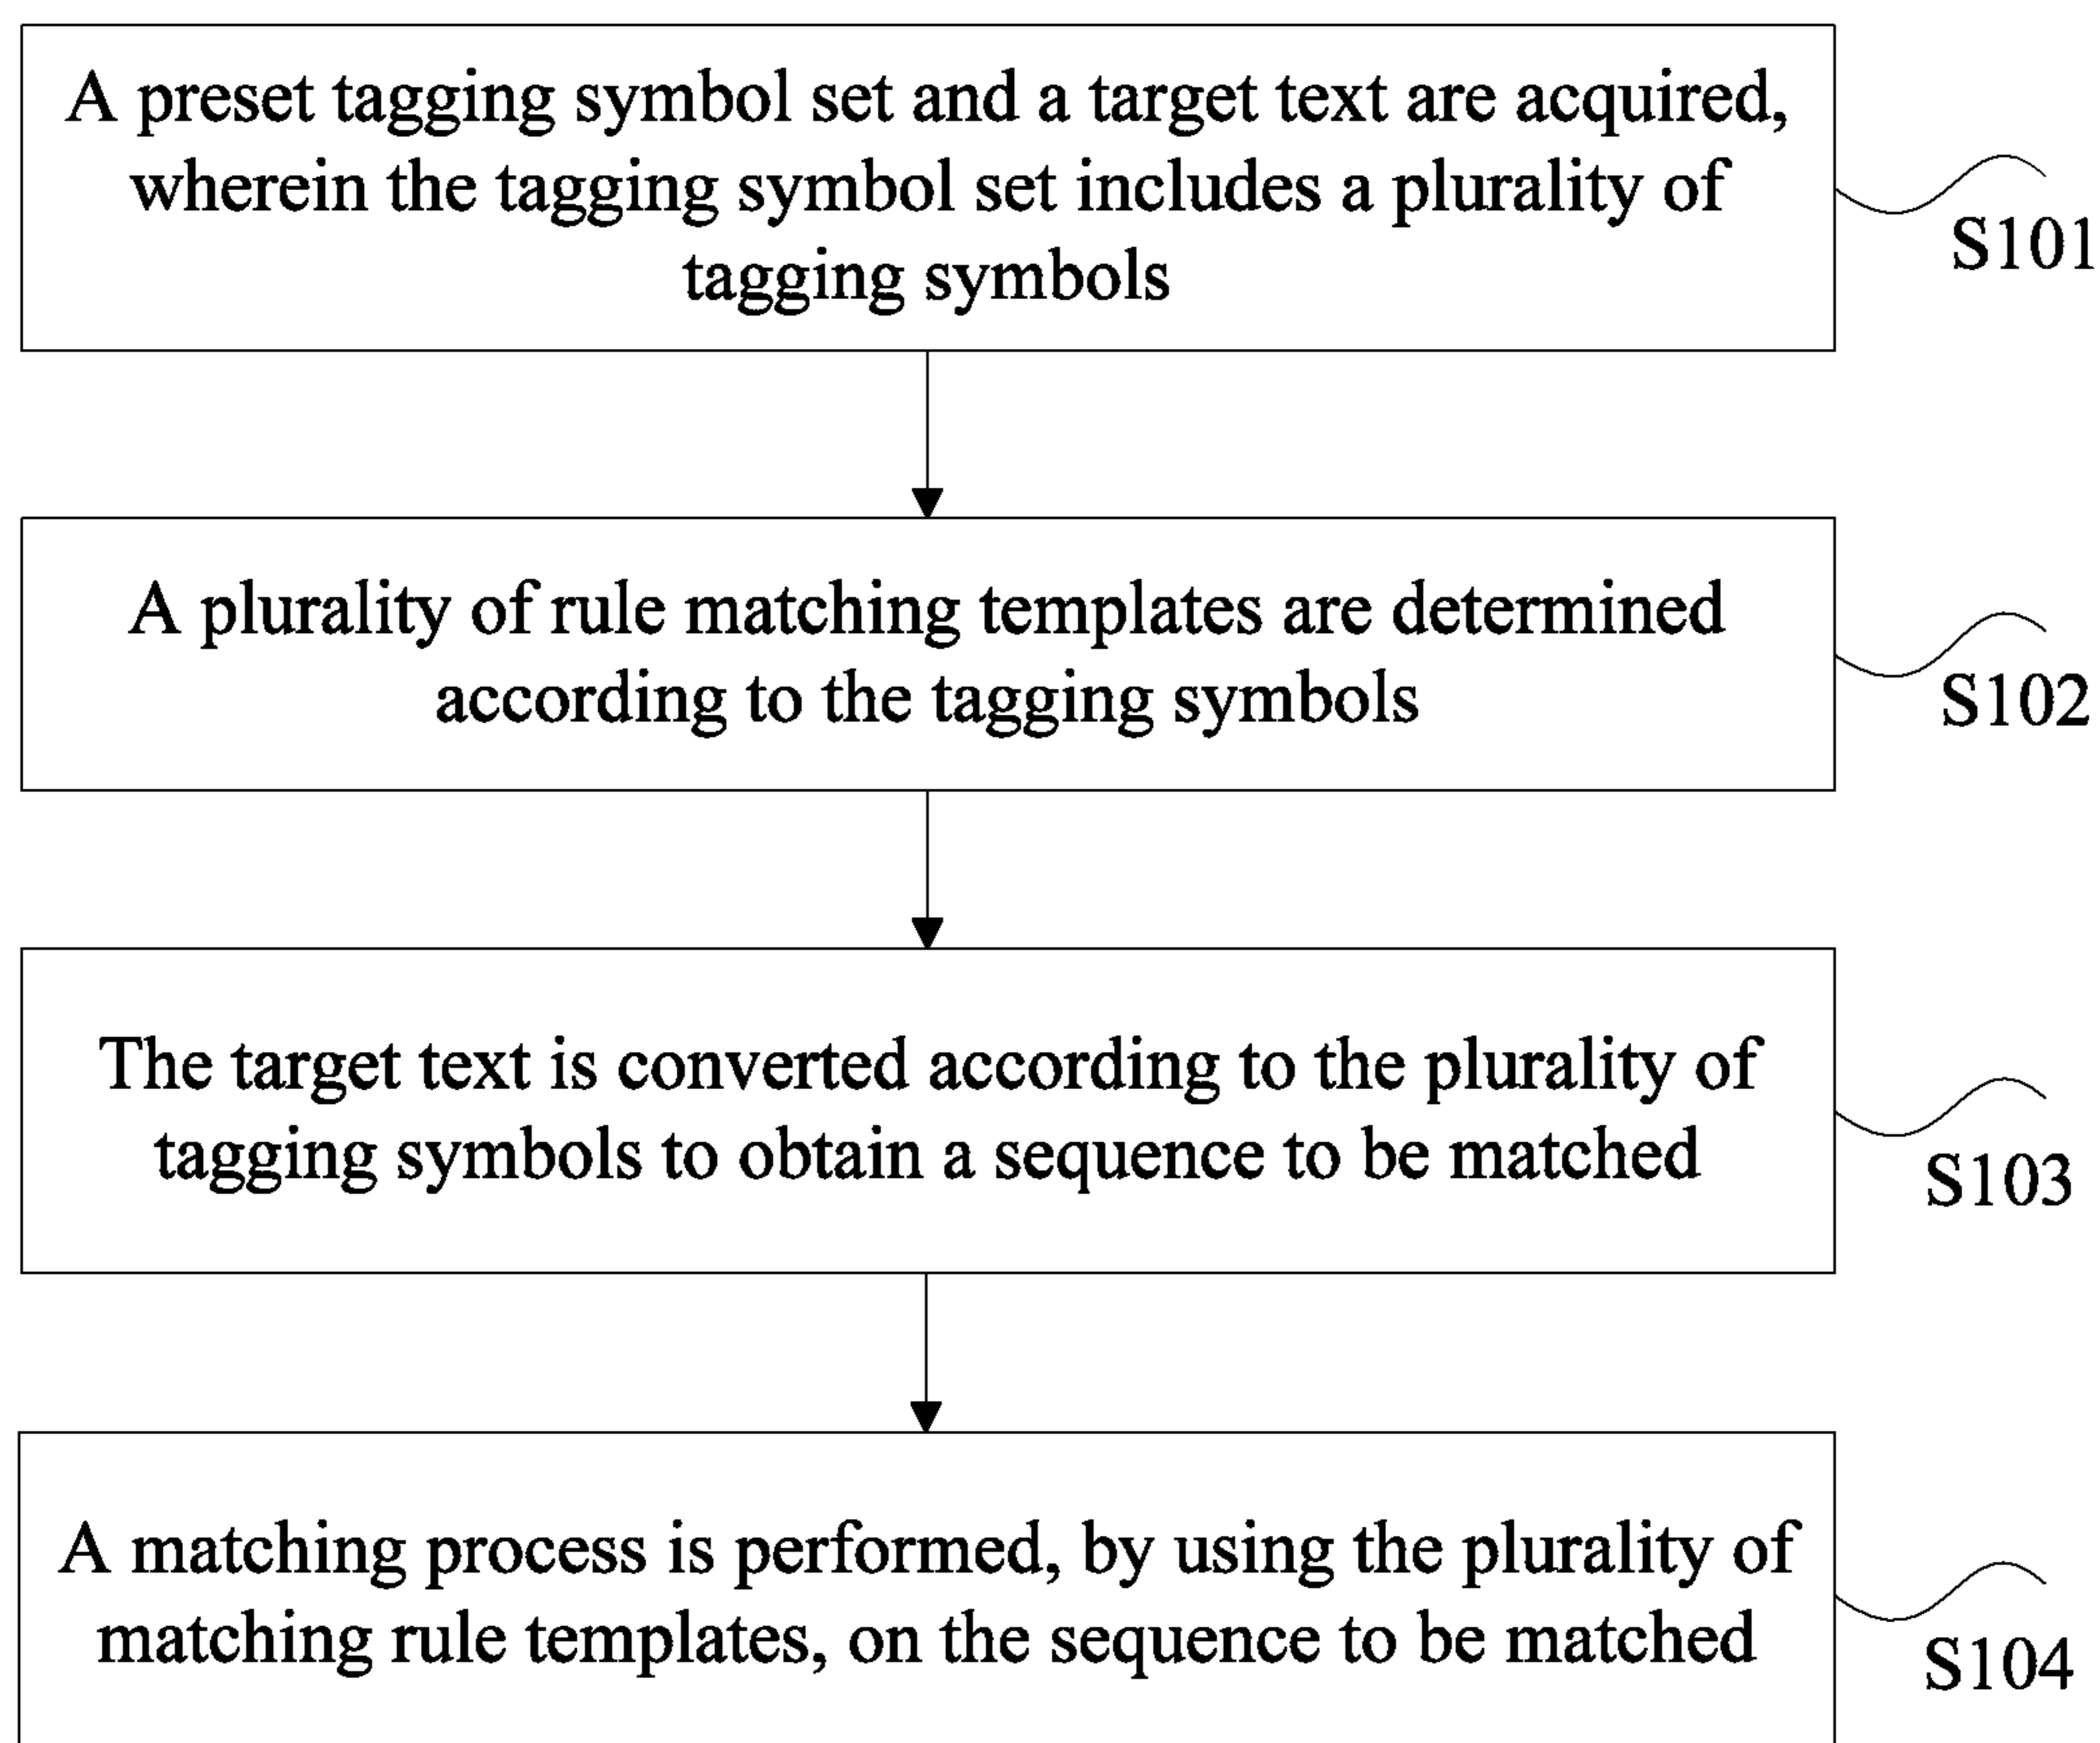 A preset tagging symbol set and a target text are acquired,
wherein the tagging symbol set includes a plurality of
tagging symbols
S101
A plurality of rule matching templates are determined
according to the tagging symbols
S102
The target text is converted according to the plurality of
tagging symbols to obtain a sequence to be matched
S103
A matching process is performed, by using the plurality of
matching rule templates, on the sequence to be matched
S104